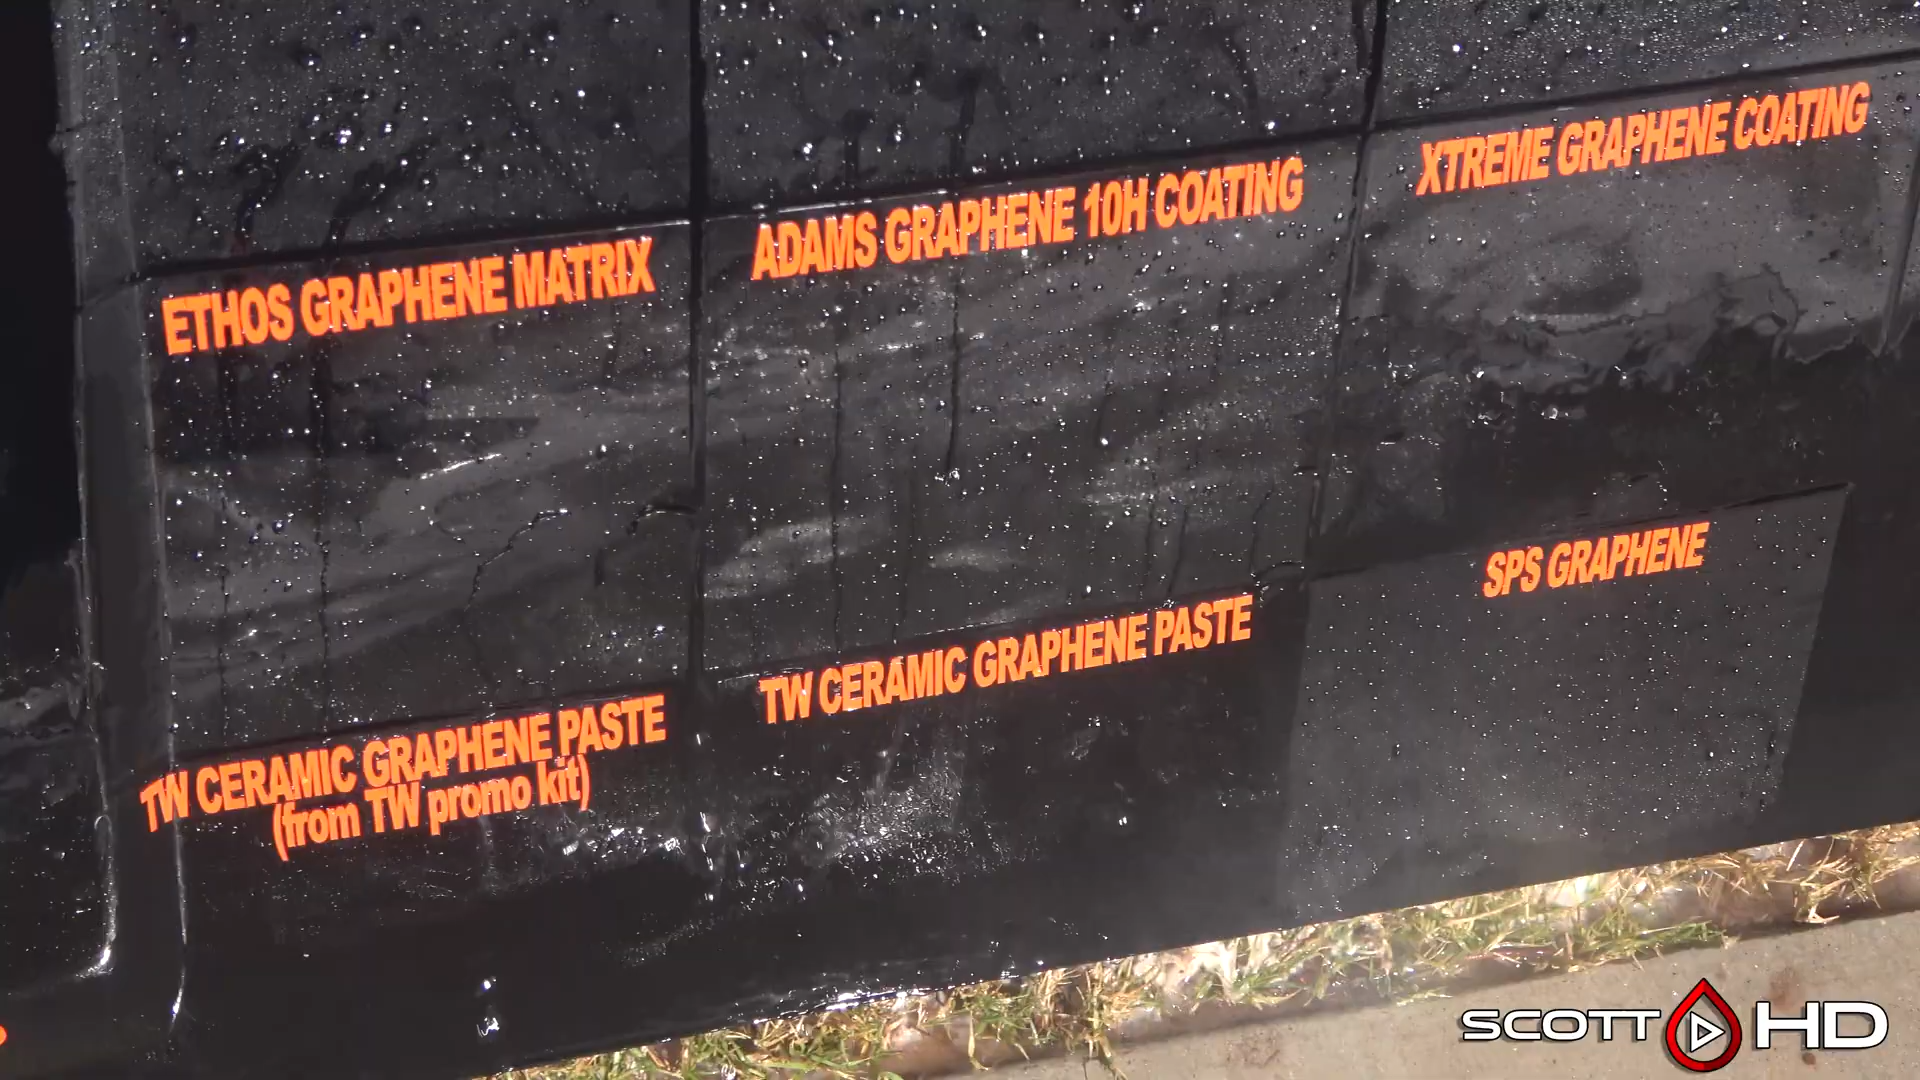 ETHOS GRAPHENE MATRIX
ADAMS GRAPHENE 10H COATING
XTREME GRAPHENE COATING
TW CERAMIC GRAPHENE PASTE
(from TW promo kit)
TW CERAMIC GRAPHENE PASTE
SPS GRAPHENE
SCOTT HD